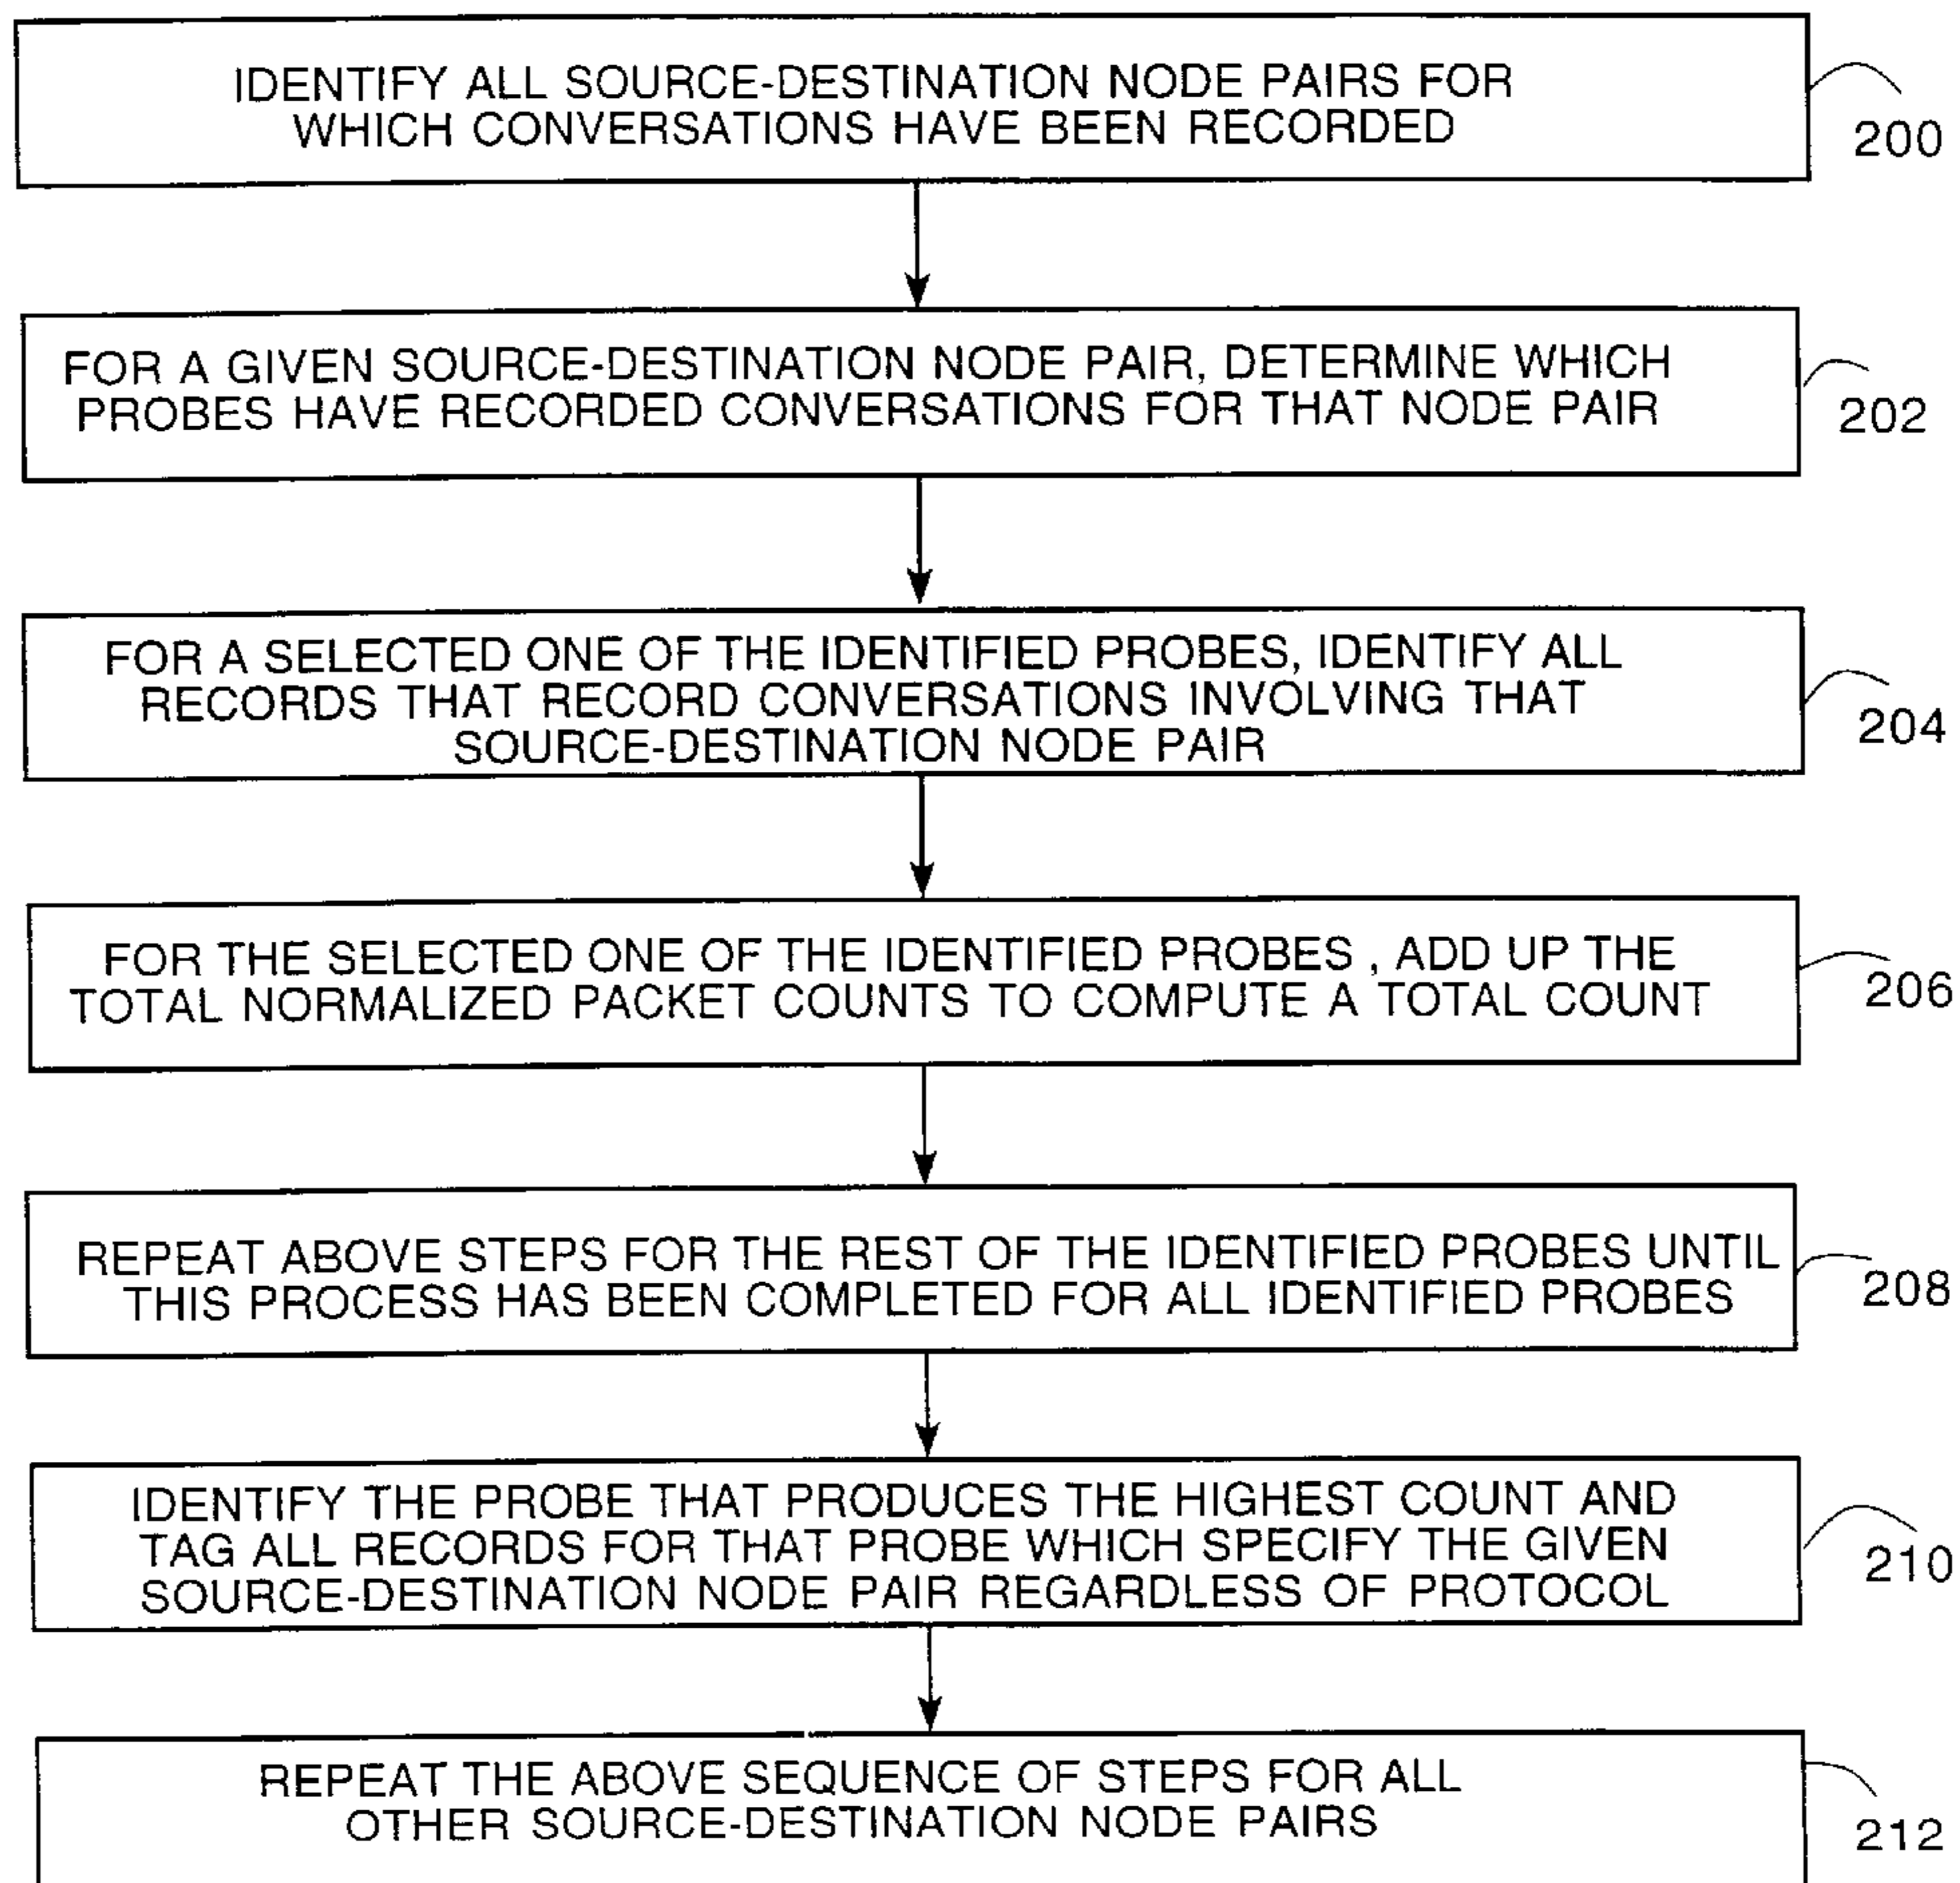 IDENTIFY ALL SOURCE-DESTINATION NODE PAIRS FOR
WHICH CONVERSATIONS HAVE BEEN RECORDED
200
FOR A GIVEN SOURCE-DESTINATION NODE PAIR, DETERMINE WHICH
PROBES HAVE RECORDED CONVERSATIONS FOR THAT NODE PAIR
202
FOR A SELECTED ONE OF THE IDENTIFIED PROBES, IDENTIFY ALL
RECORDS THAT RECORD CONVERSATIONS INVOLVING THAT
SOURCE-DESTINATION NODE PAIR
204
FOR THE SELECTED ONE OF THE IDENTIFIED PROBES , ADD UP THE
TOTAL NORMALIZED PACKET COUNTS TO COMPUTE A TOTAL COUNT
206
REPEAT ABOVE STEPS FOR THE REST OF THE IDENTIFIED PROBES UNTIL
THIS PROCESS HAS BEEN COMPLETED FOR ALL IDENTIFIED PROBES
208
IDENTIFY THE PROBE THAT PRODUCES THE HIGHEST COUNT AND
TAG ALL RECORDS FOR THAT PROBE WHICH SPECIFY THE GIVEN
SOURCE-DESTINATION NODE PAIR REGARDLESS OF PROTOCOL
210
REPEAT THE ABOVE SEQUENCE OF STEPS FOR ALL
OTHER SOURCE-DESTINATION NODE PAIRS
212